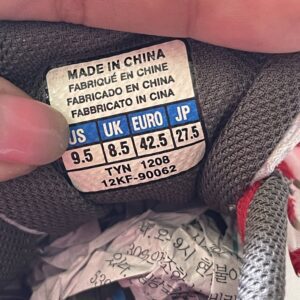 MADE IN CHINA
FABRIQUÉ EN CHINE
FABRICADO EN CHINA
FABBRICATO IN CINA
US UK EURO JP
9.5 8.5 42.5 27.5
TYN 1208
12KF-90062